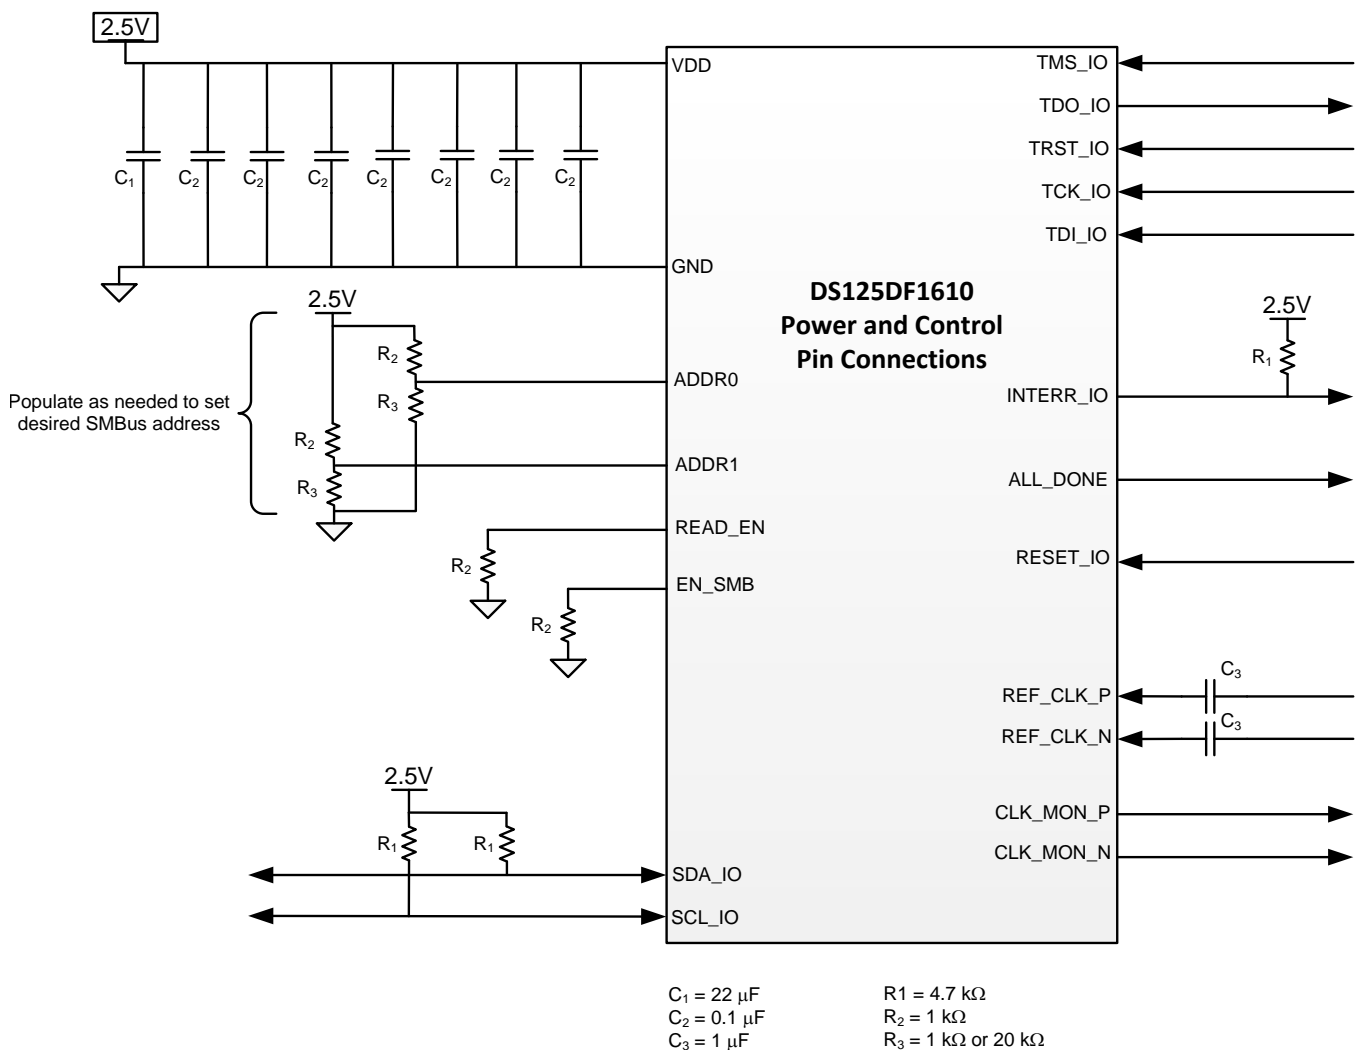 2.5V
VDD
C₁
C₂
C₂
C₂
C₂
C₂
C₂
C₂
GND
2.5V
R₂
ADDR0
R₃
Populate as needed to set
desired SMBus address
R₂
ADDR1
R₃
READ_EN
R₂
EN_SMB
R₂
2.5V
R₁
R₁
SDA_IO
SCL_IO
DS125DF1610
Power and Control
Pin Connections
TMS_IO
TDO_IO
TRST_IO
TCK_IO
TDI_IO
2.5V
R₁
INTERR_IO
ALL_DONE
RESET_IO
C₃
REF_CLK_P
C₃
REF_CLK_N
CLK_MON_P
CLK_MON_N
C₁ = 22 μF
C₂ = 0.1 μF
C₃ = 1 μF
R1 = 4.7 kΩ
R₂ = 1 kΩ
R₃ = 1 kΩ or 20 kΩ